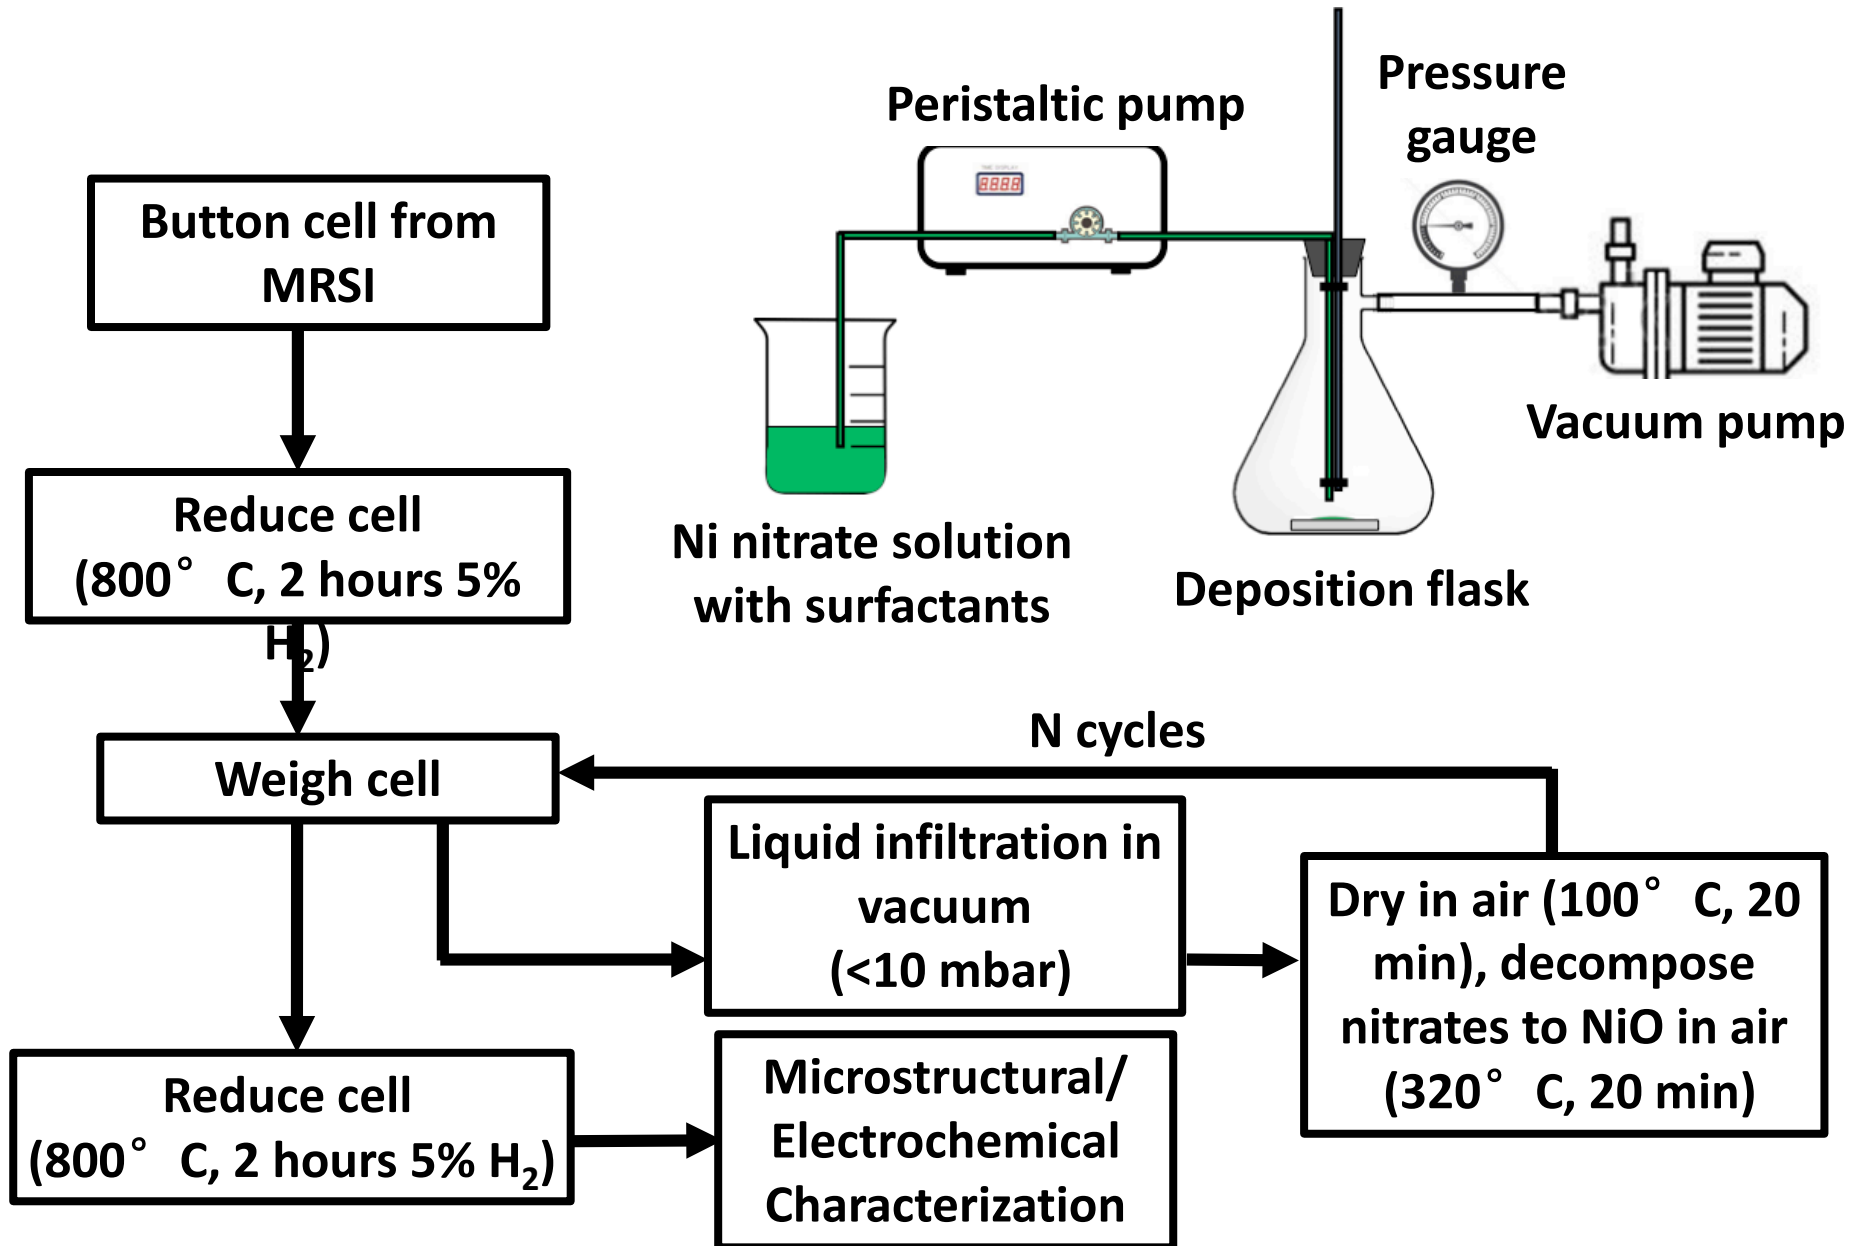 Peristaltic pump
Pressure
gauge
Button cell from
MRSI
Vacuum pump
Reduce cell
(800° C, 2 hours 5%
H₂)
Ni nitrate solution
with surfactants
Deposition flask
N cycles
Weigh cell
Liquid infiltration in
vacuum
(<10 mbar)
Dry in air (100° C, 20
min), decompose
nitrates to NiO in air
(320° C, 20 min)
Reduce cell
(800° C, 2 hours 5% H₂)
Microstructural/
Electrochemical
Characterization
8888